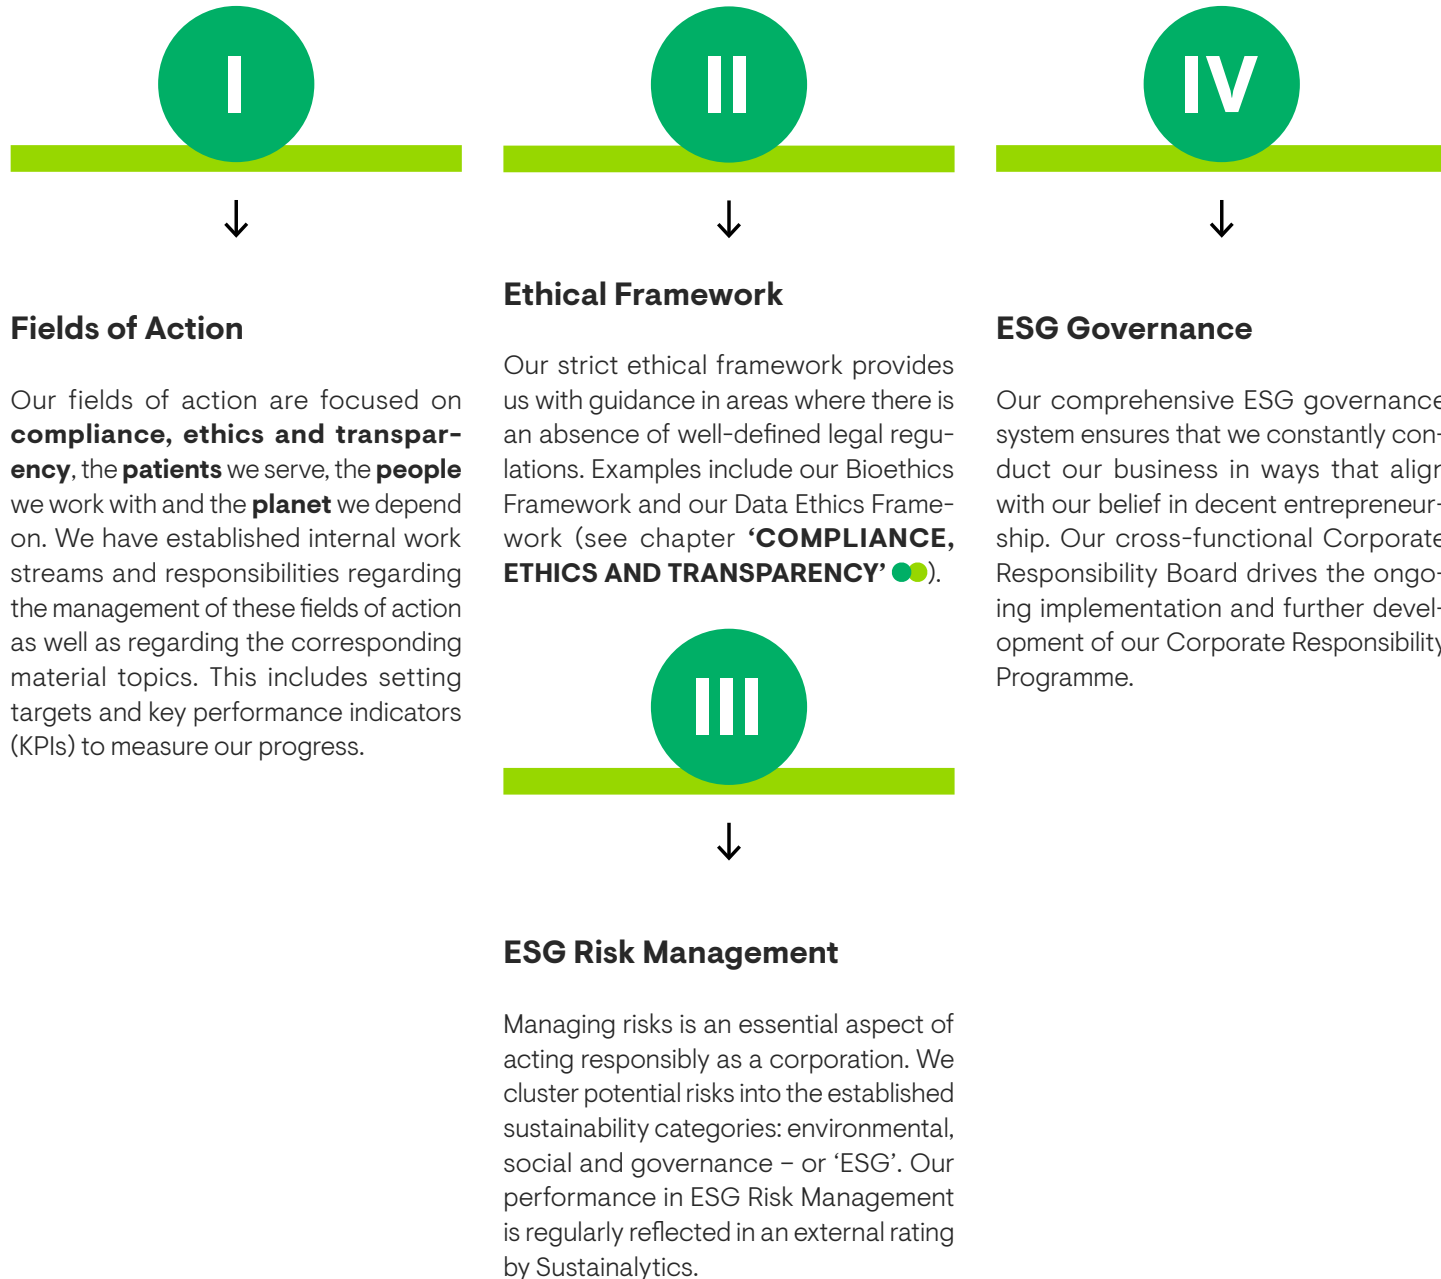 I
Fields of Action
Our fields of action are focused on
compliance, ethics and transpar-
ency, the patients we serve, the people
we work with and the planet we depend
on. We have established internal work
streams and responsibilities regarding
the management of these fields of action
as well as regarding the corresponding
material topics. This includes setting
targets and key performance indicators
(KPIs) to measure our progress.
II
Ethical Framework
Our strict ethical framework provides
us with guidance in areas where there is
an absence of well-defined legal regu-
lations. Examples include our Bioethics
Framework and our Data Ethics Frame-
work (see chapter ‘COMPLIANCE,
ETHICS AND TRANSPARENCY’ ).
III
ESG Risk Management
Managing risks is an essential aspect of
acting responsibly as a corporation. We
cluster potential risks into the established
sustainability categories: environmental,
social and governance – or ‘ESG’. Our
performance in ESG Risk Management
is regularly reflected in an external rating
by Sustainalytics.
IV
ESG Governance
Our comprehensive ESG governance
system ensures that we constantly con-
duct our business in ways that align
with our belief in decent entrepreneur-
ship. Our cross-functional Corporate
Responsibility Board drives the ongo-
ing implementation and further devel-
opment of our Corporate Responsibility
Programme.